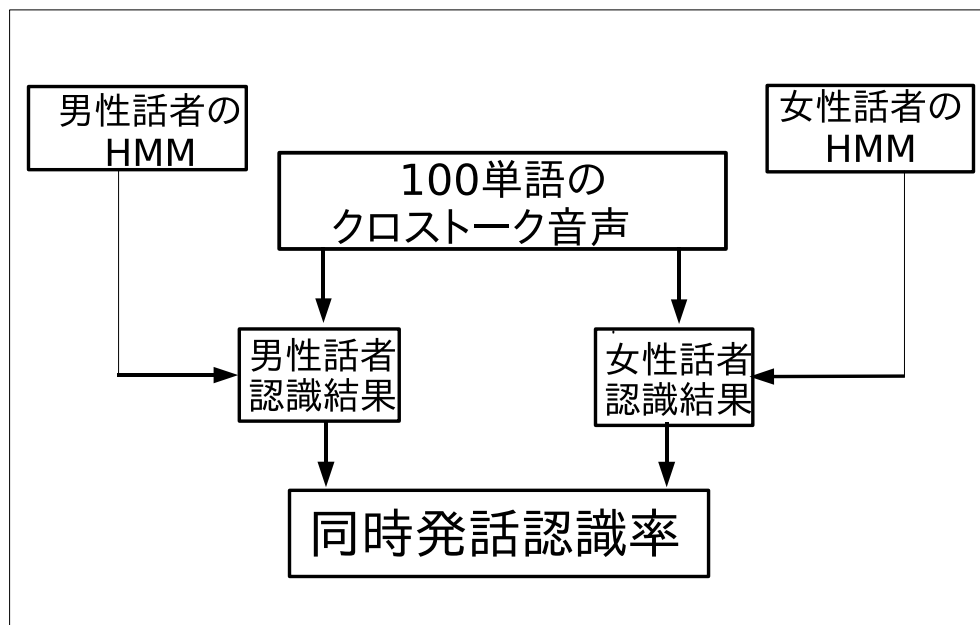 男性話者の
HMM
女性話者の
HMM
100単語の
クロストーク音声
男性話者
認識結果
女性話者
認識結果
同時発話認識率